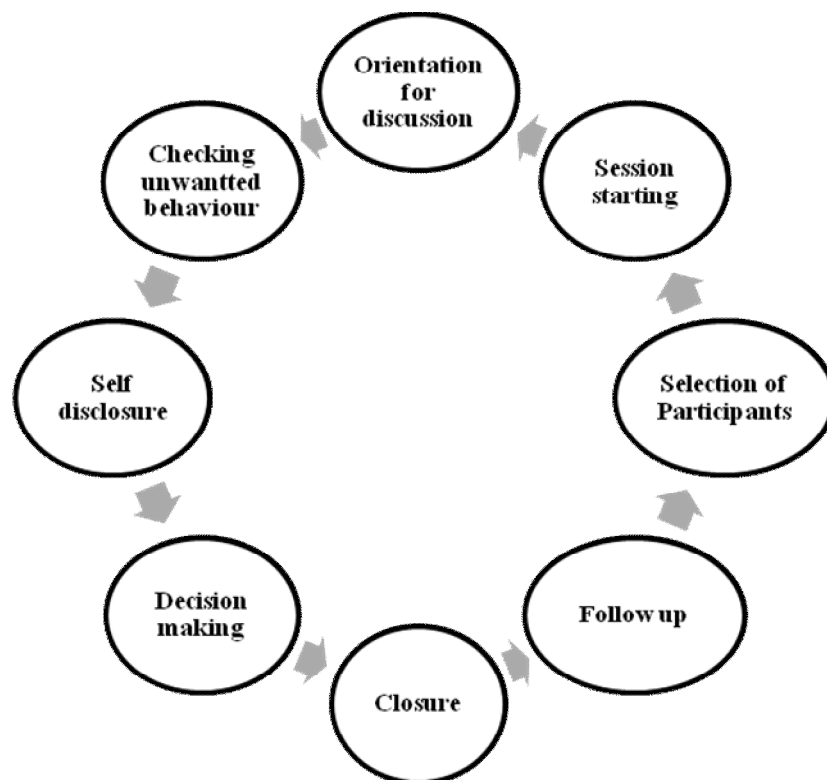 Orientation
for
discussion
Checking
unwantted
behaviour
Session
starting
Self
disclosure
Selection of
Participants
Decision
making
Follow up
Closure